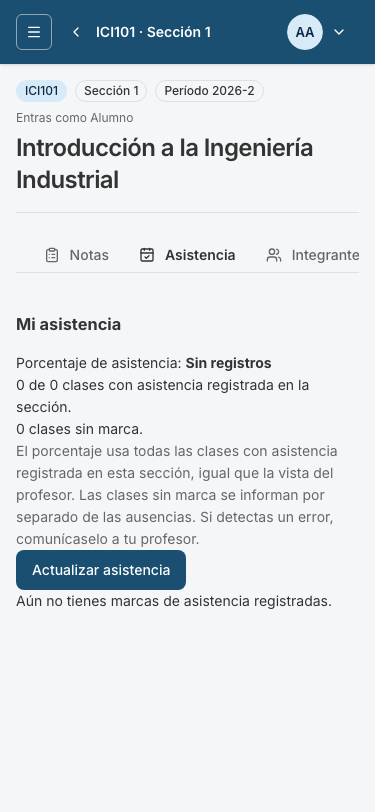 ICI101 · Sección 1
AA
ICI101
Sección 1
Período 2026-2
Entras como Alumno
Introducción a la Ingeniería
Industrial
Notas
Asistencia
Integrante
Mi asistencia
Porcentaje de asistencia: Sin registros
0 de 0 clases con asistencia registrada en la
sección.
0 clases sin marca.
El porcentaje usa todas las clases con asistencia
registrada en esta sección, igual que la vista del
profesor. Las clases sin marca se informan por
separado de las ausencias. Si detectas un error,
comunícaselo a tu profesor.
Actualizar asistencia
Aún no tienes marcas de asistencia registradas.